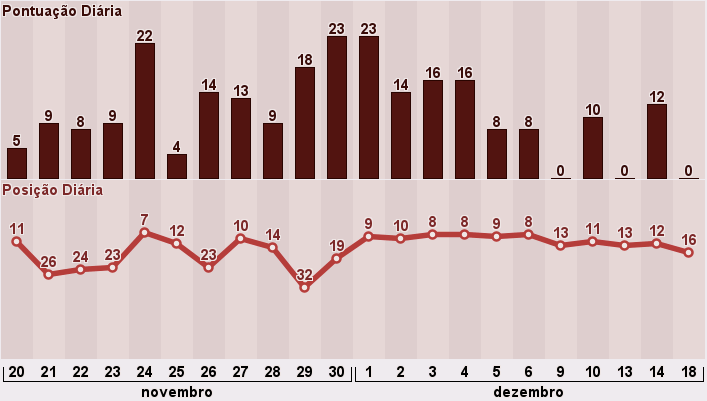 Pontuação Diária
5 9 8 9 22 4 14 13 9 18 23 23 14 16 16 8 8 0 10 0 12 0
Posição Diária
11 26 24 23 7 12 23 10 14 32 19 9 10 8 8 9 8 13 11 13 12 16
20 21 22 23 24 25 26 27 28 29 30 1 2 3 4 5 6 9 10 13 14 18
novembro dezembro